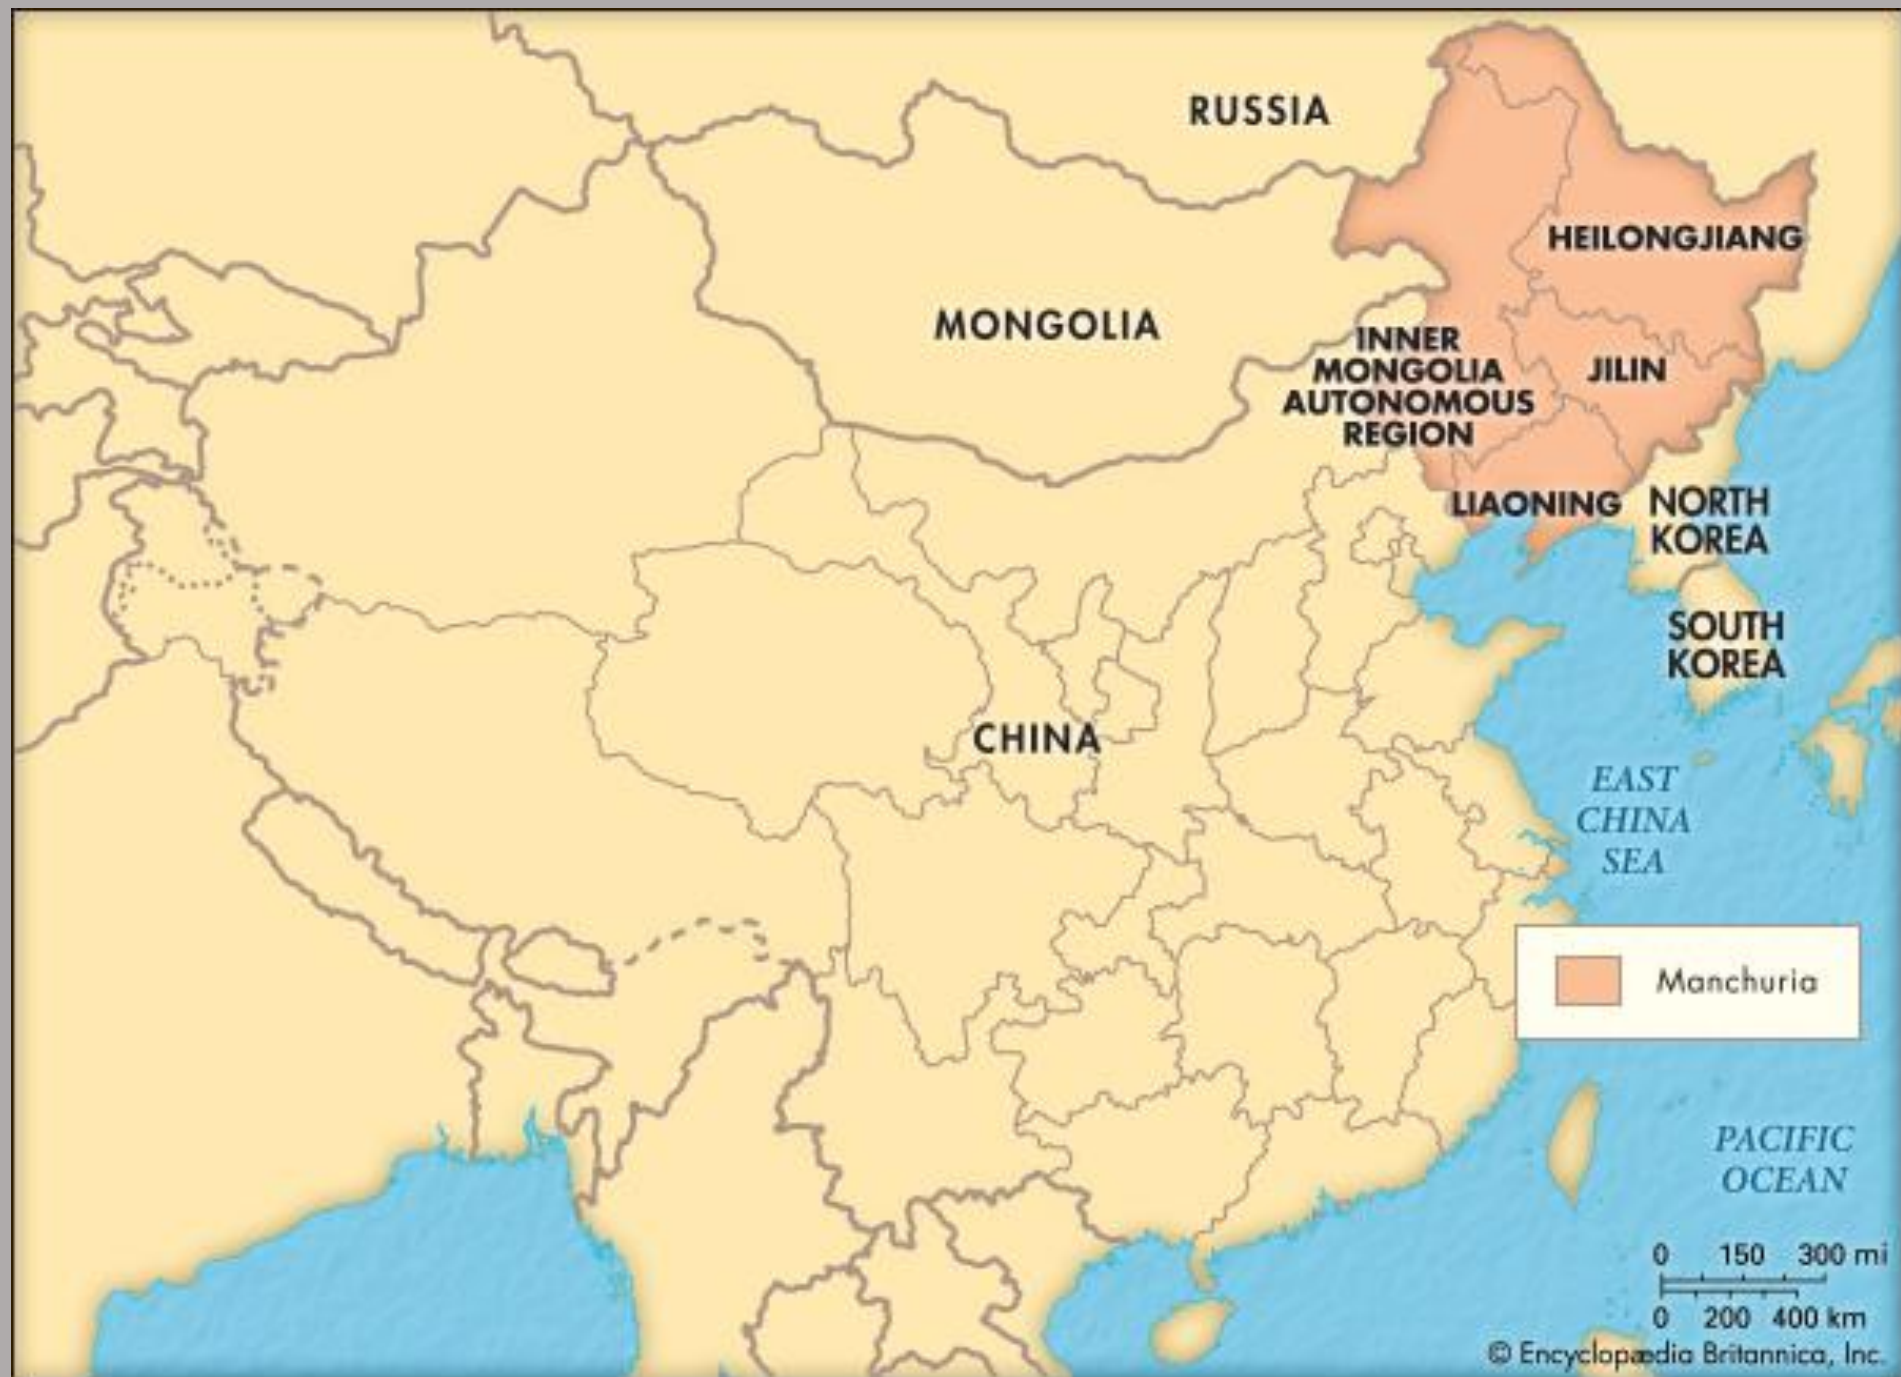 RUSSIA
HEILONGJIANG
MONGOLIA
INNER
MONGOLIA
AUTONOMOUS
REGION
JILIN
LIAONING
NORTH
KOREA
SOUTH
KOREA
CHINA
EAST
CHINA
SEA
Manchuria
PACIFIC
OCEAN
0 150 300 mi
0 200 400 km
© Encyclopædia Britannica, Inc.